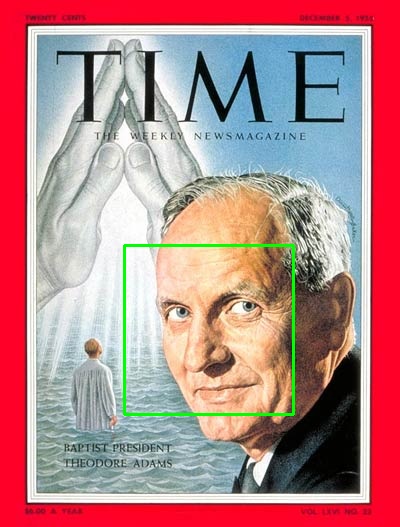 TWENTY CENTS
DECEMBER 5, 1955
TIME
THE WEEKLY NEWSMAGAZINE
BAPTIST PRESIDENT
THEODORE ADAMS
$6.00 A YEAR
VOL. LXVI NO. 23